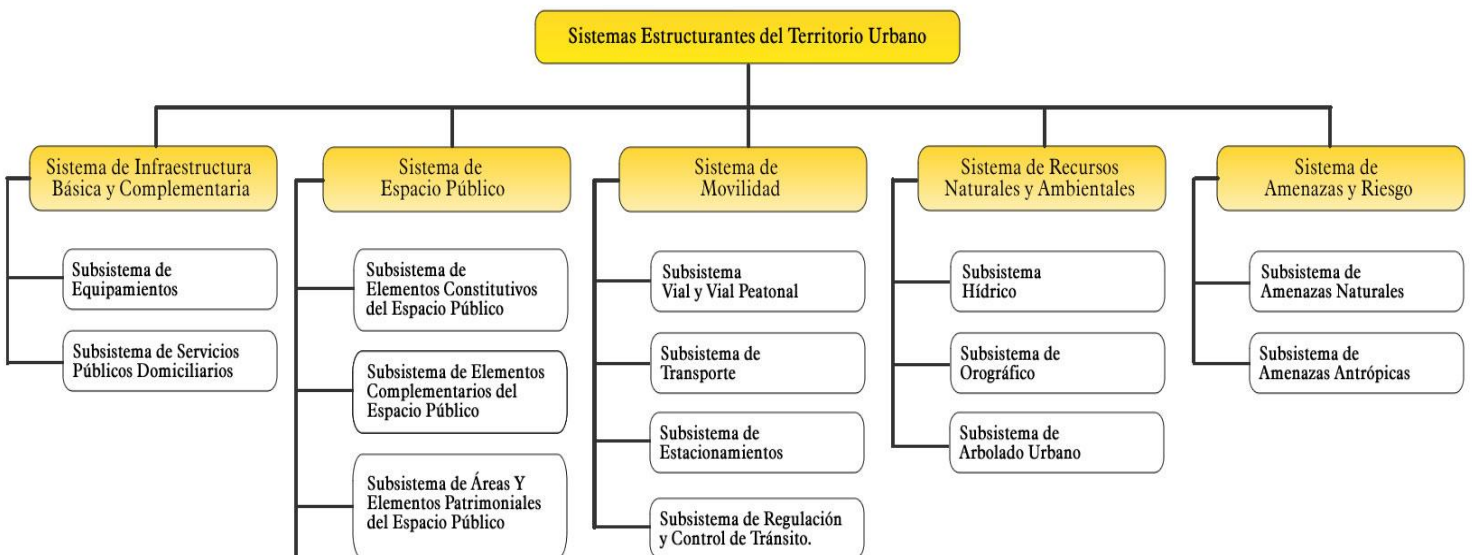 Sistemas Estructurantes del Territorio Urbano
Sistema de Infraestructura
Básica y Complementaria
Subsistema de
Equipamientos
Subsistema de Servicios
Públicos Domiciliarios
Sistema de
Espacio Público
Subsistema de
Elementos Constitutivos
del Espacio Público
Subsistema de Elementos
Complementarios del
Espacio Público
Subsistema de Áreas Y
Elementos Patrimoniales
del Espacio Público
Sistema de
Movilidad
Subsistema
Vial y Vial Peatonal
Subsistema de
Transporte
Subsistema de
Estacionamientos
Subsistema de Regulación
y Control de Tránsito.
Sistema de Recursos
Naturales y Ambientales
Subsistema
Hídrico
Subsistema de
Orográfico
Subsistema de
Arbolado Urbano
Sistema de
Amenazas y Riesgo
Subsistema de
Amenazas Naturales
Subsistema de
Amenazas Antrópicas